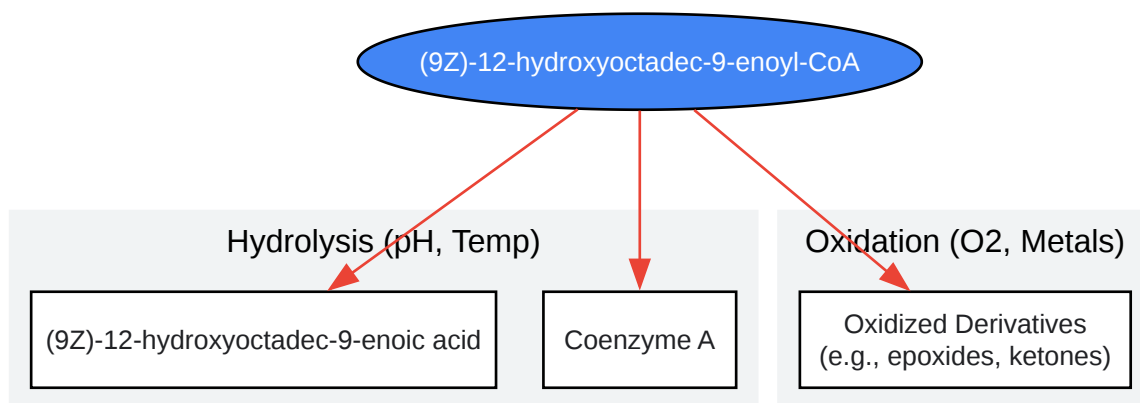 (9Z)-12-hydroxyoctadec-9-enoyl-CoA
Hydrolysis (pH, Temp)
Oxidation (O2, Metals)
(9Z)-12-hydroxyoctadec-9-enoic acid
Coenzyme A
Oxidized Derivatives
(e.g., epoxides, ketones)